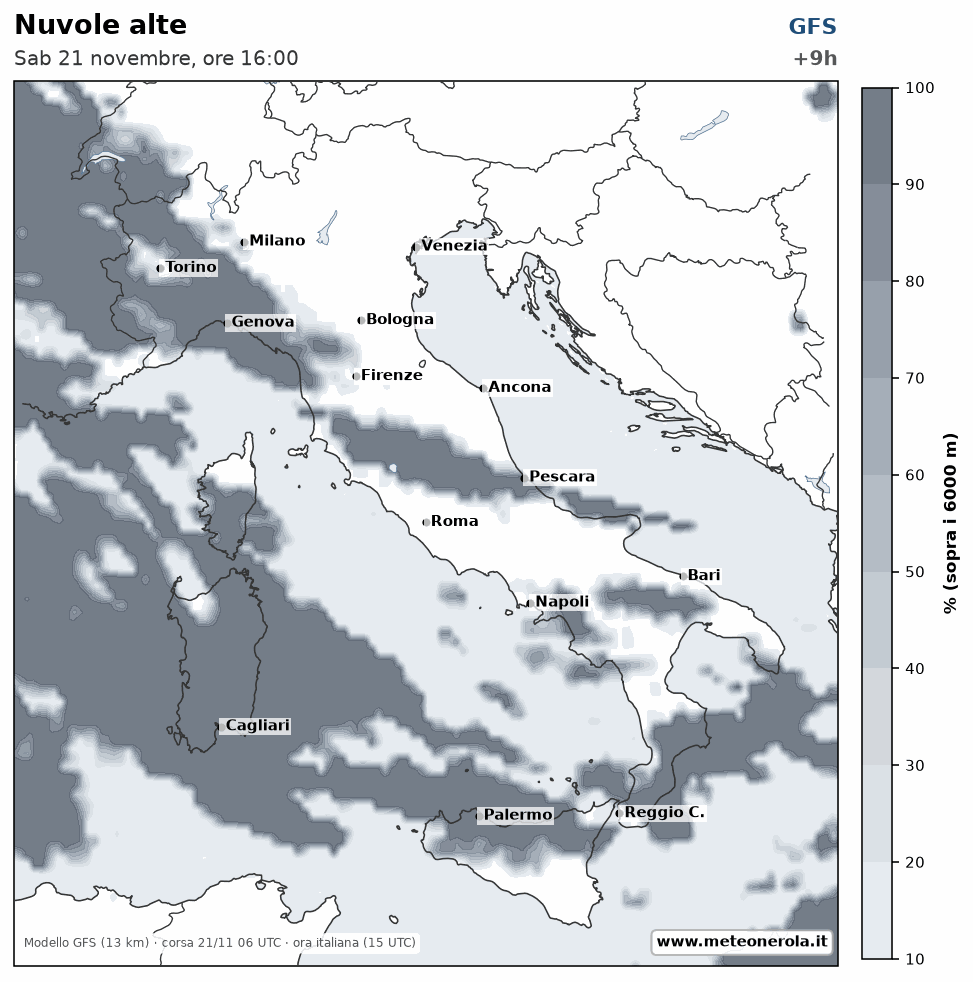 Nuvole alte
GFS
Sab 21 novembre, ore 16:00
+9h
Milano
Venezia
Torino
Genova
Bologna
Firenze
Ancona
Pescara
Roma
Bari
Napoli
Cagliari
Palermo
Reggio C.
Modello GFS (13 km) · corsa 21/11 06 UTC · ora italiana (15 UTC)
www.meteonerola.it
100
90
80
70
60
50
40
30
20
10
% (sopra i 6000 m)